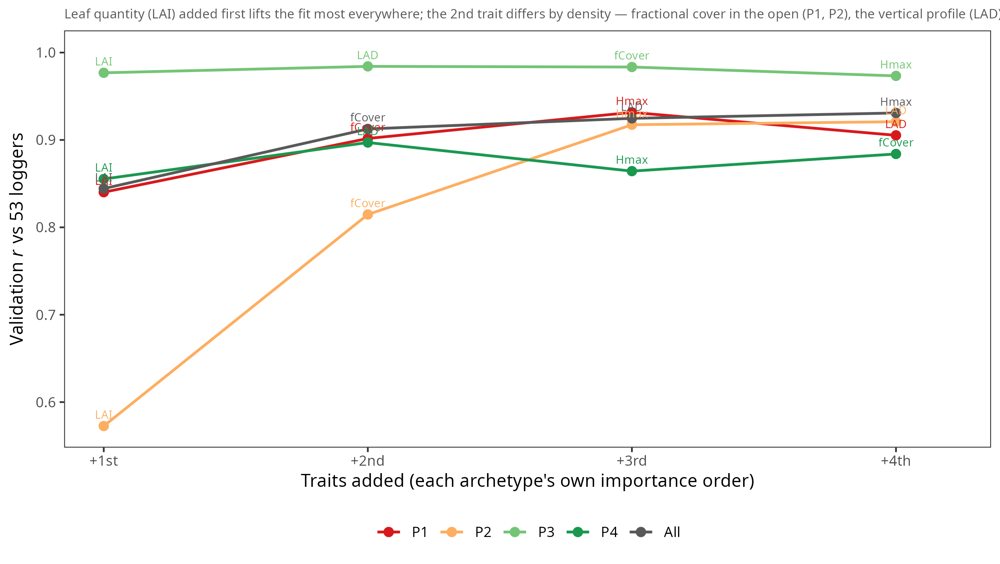 Leaf quantity (LAI) added first lifts the fit most everywhere; the 2nd trait differs by density — fractional cover in the open (P1, P2), the vertical profile (LAD)
1.0
0.9
0.8
0.7
0.6
Validation r vs 53 loggers
LAI
LAD
fCover
Hmax
Hmax
LAD
Hmax
Hmax
LAD
LAD
fCover
fCover
fCover
LAD
Hmax
LAI
LAI
LAI
fCover
LAI
+1st
+2nd
+3rd
+4th
Traits added (each archetype's own importance order)
P1
P2
P3
P4
All